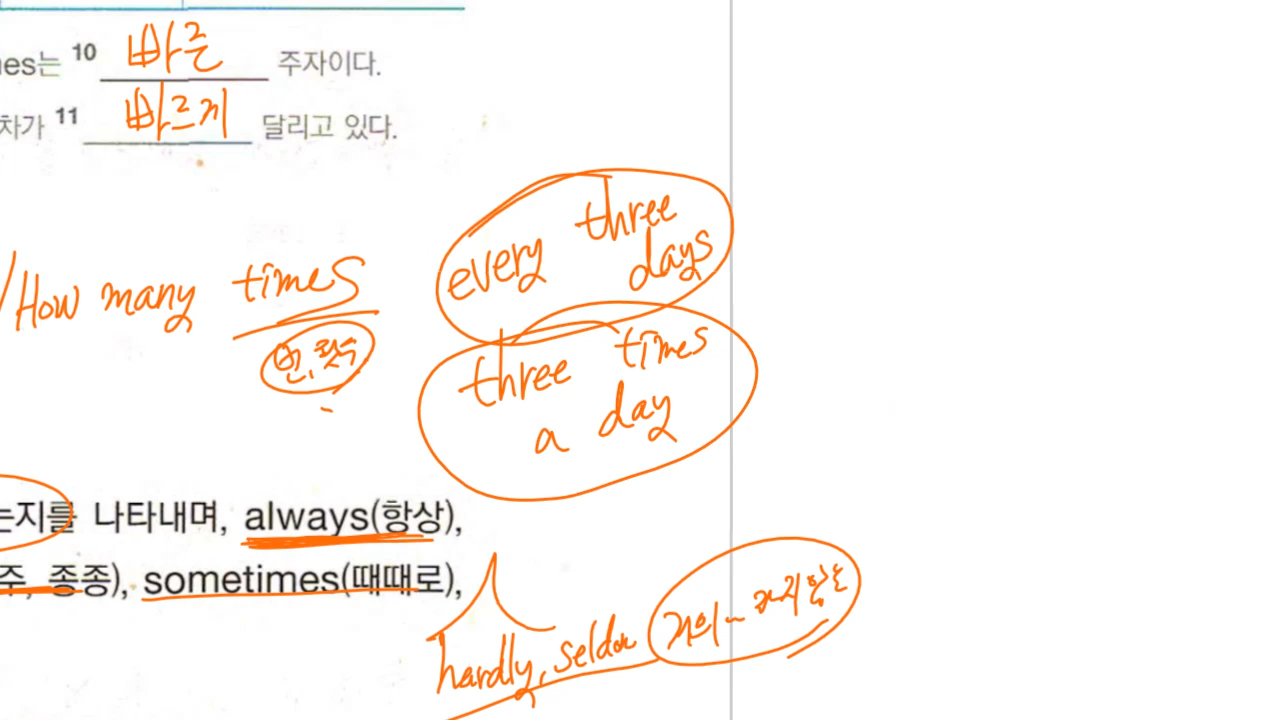 mes는 10 빠른 주자이다.
차가 11 빠르게 달리고 있다.
every three
days
/How many times
번, 횟수
three times
a day
는지를 나타내며, always(항상),
주, 종종), sometimes(때때로),
hardly, seldom 거의~하지 않는